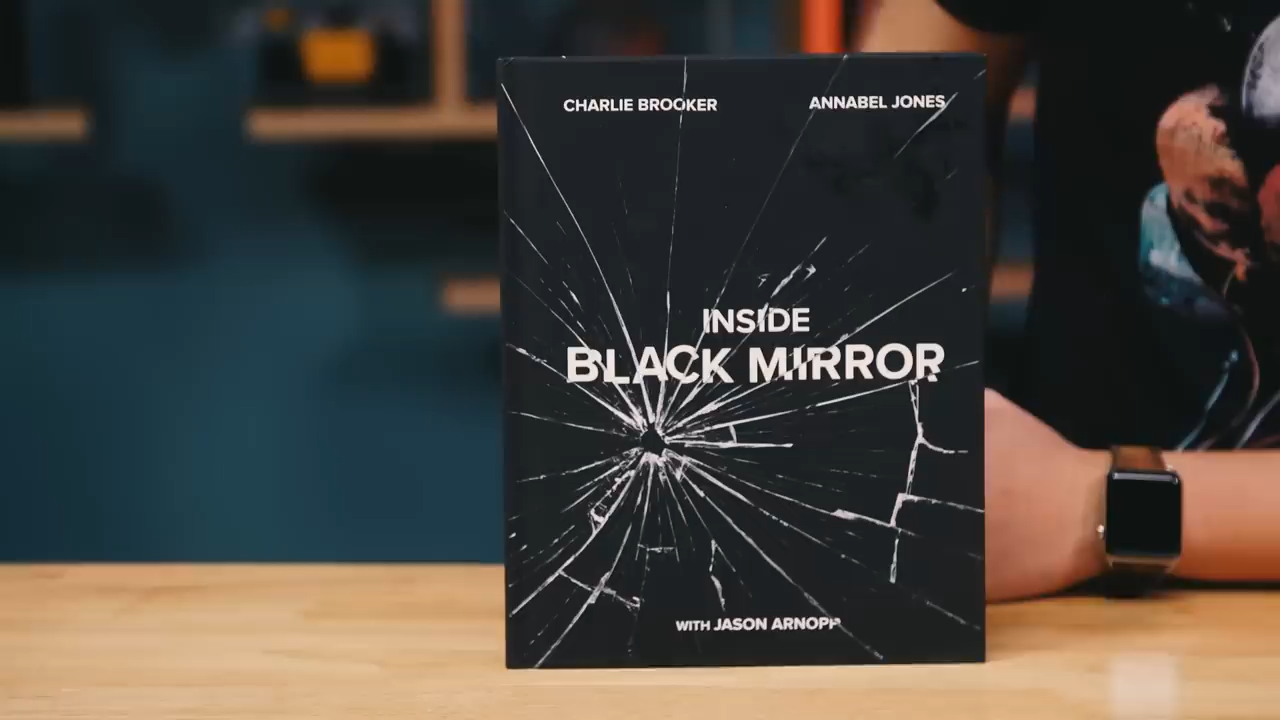 CHARLIE BROOKER
ANNABEL JONES
INSIDE
BLACK MIRROR
WITH JASON ARNOPP